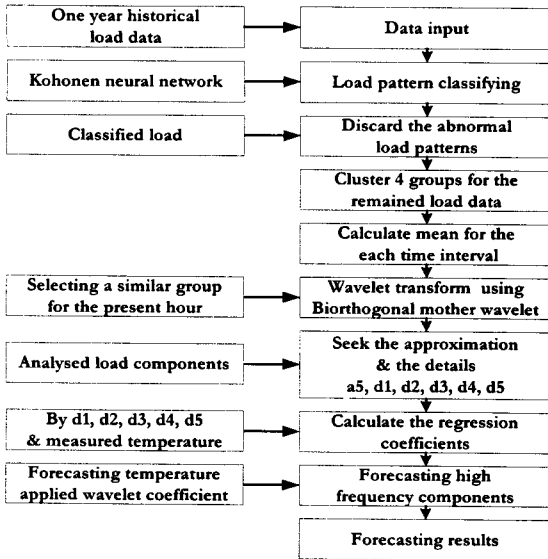 One year historical
load data
Data input
Kohonen neural network
Load pattern classifying
Classified load
Discard the abnormal
load patterns
Cluster 4 groups for the
remained load data
Calculate mean for the
each time interval
Selecting a similar group
for the present hour
Wavelet transform using
Biorthogonal mother wavelet
Analysed load components
Seek the approximation
& the details
a5, d1, d2, d3, d4, d5
By d1, d2, d3, d4, d5
& measured temperature
Calculate the regression
coefficients
Forecasting temperature
applied wavelet coefficient
Forecasting high
frequency components
Forecasting results